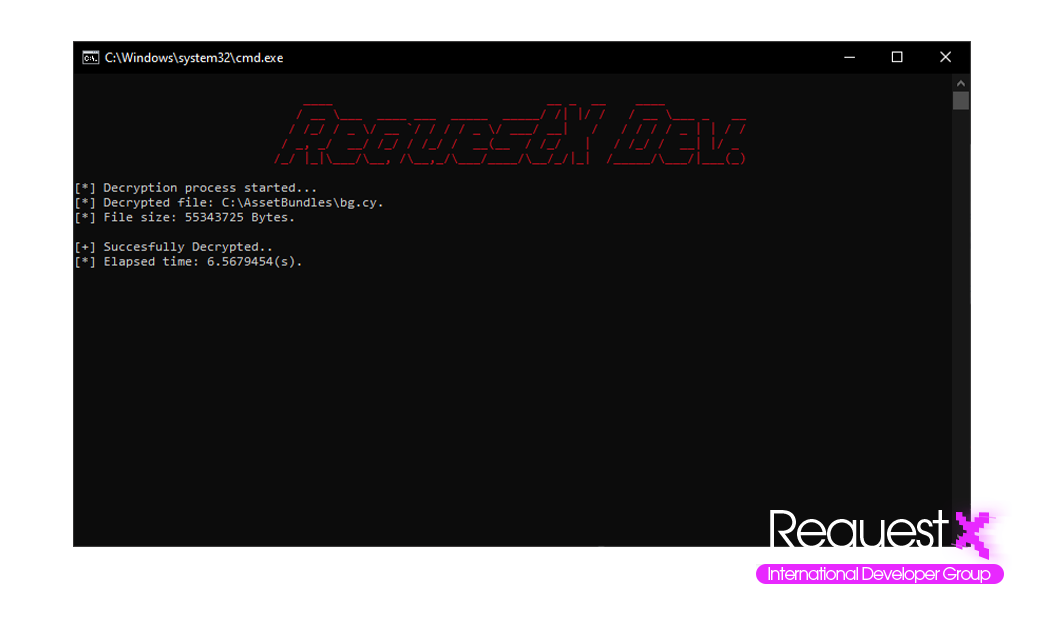 C:\Windows\system32\cmd.exe
RequestX Dev.
[*] Decryption process started...
[*] Decrypted file: C:\AssetBundles\bg.cy.
[*] File size: 55343725 Bytes.
[+] Succesfully Decrypted..
[*] Elapsed time: 6.5679454(s).
RequestX
International Developer Group